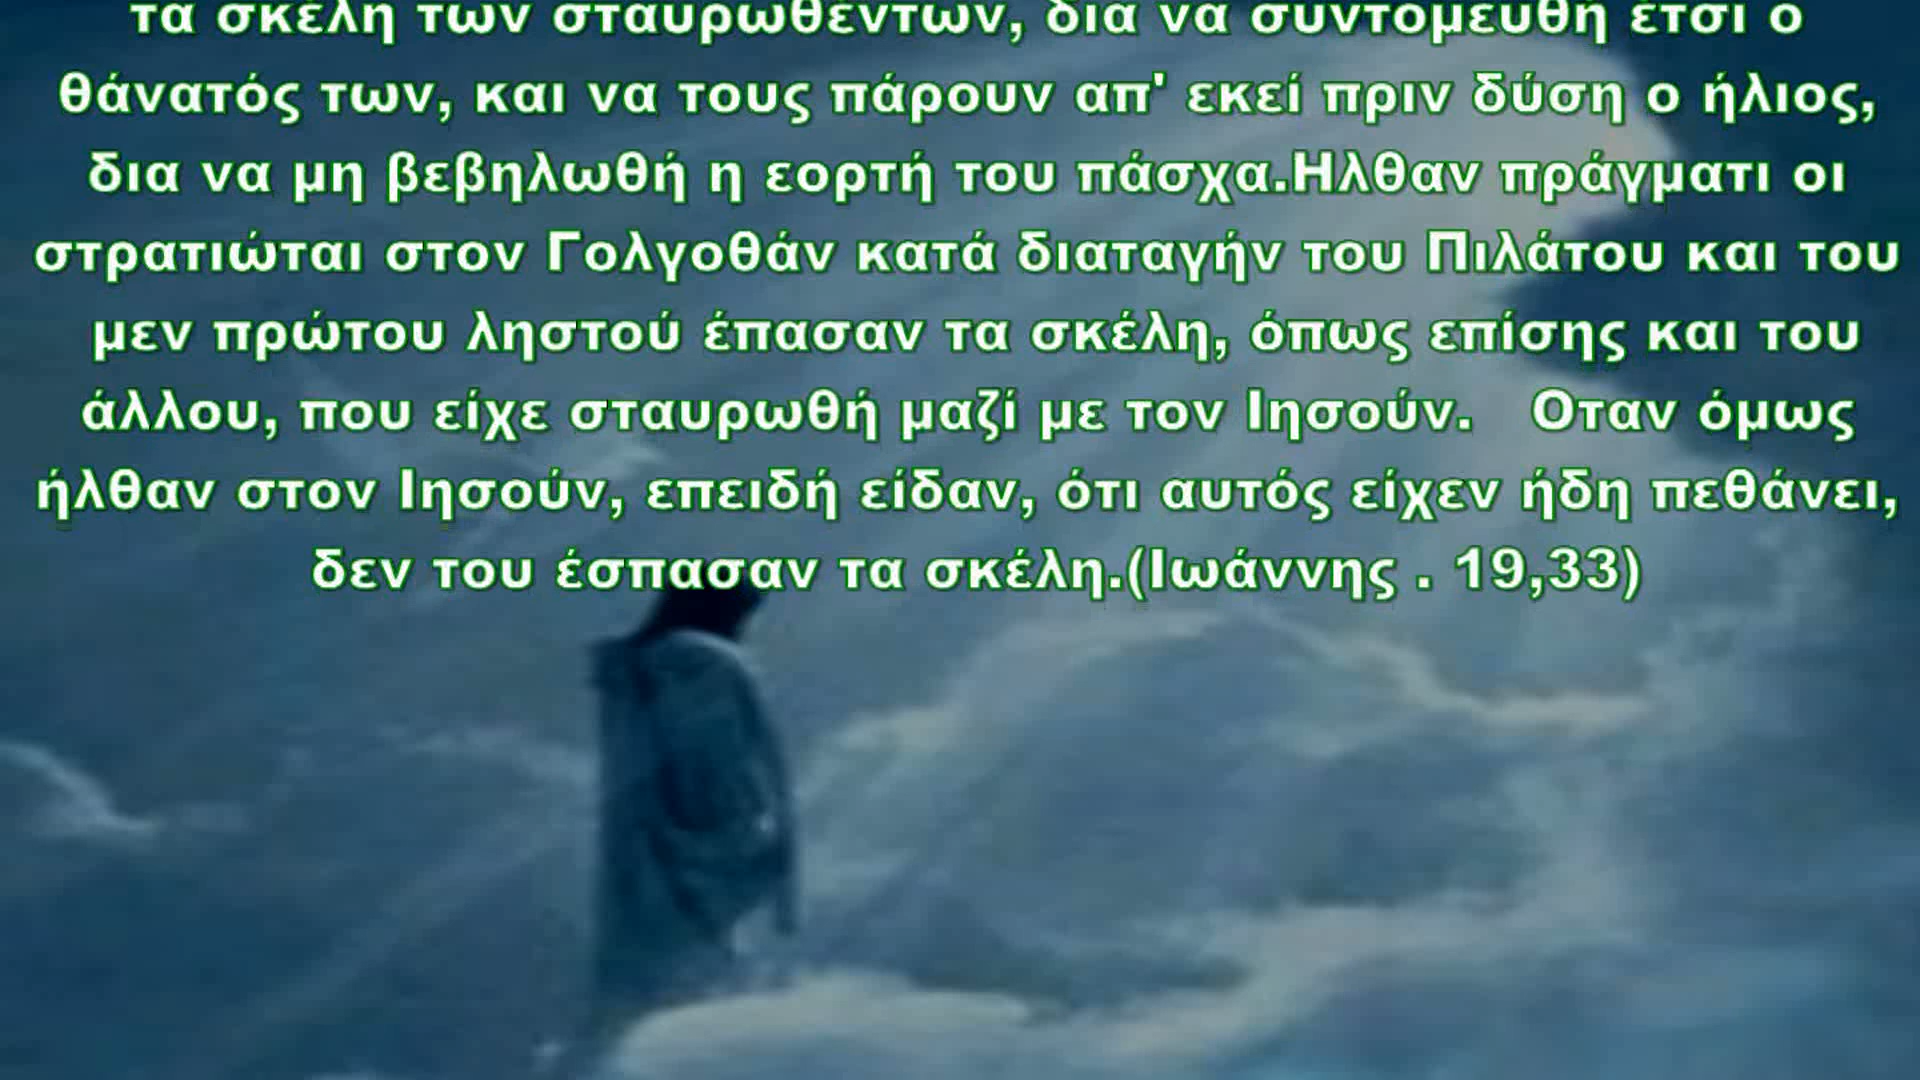 τα σκέλη των σταυρωθέντων, δια να συντομευθή έτσι ο
θάνατός των, και να τους πάρουν απ' εκεί πριν δύση ο ήλιος,
δια να μη βεβηλωθή η εορτή του πάσχα.Ηλθαν πράγματι οι
στρατιώται στον Γολγοθάν κατά διαταγήν του Πιλάτου και του
μεν πρώτου ληστού έπασαν τα σκέλη, όπως επίσης και του
άλλου, που είχε σταυρωθή μαζί με τον Ιησούν.   Οταν όμως
ήλθαν στον Ιησούν, επειδή είδαν, ότι αυτός είχεν ήδη πεθάνει,
δεν του έσπασαν τα σκέλη.(Ιωάννης . 19,33)